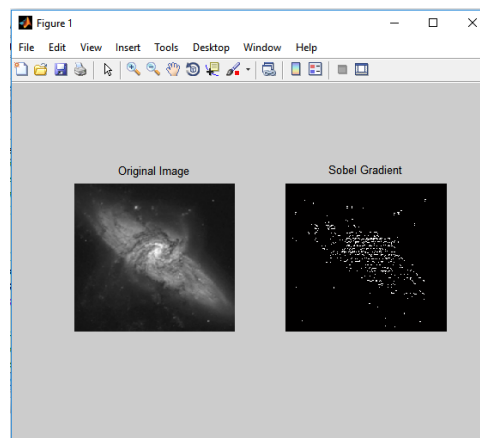 Figure 1
File Edit View Insert Tools Desktop Window Help
Original Image Sobel Gradient